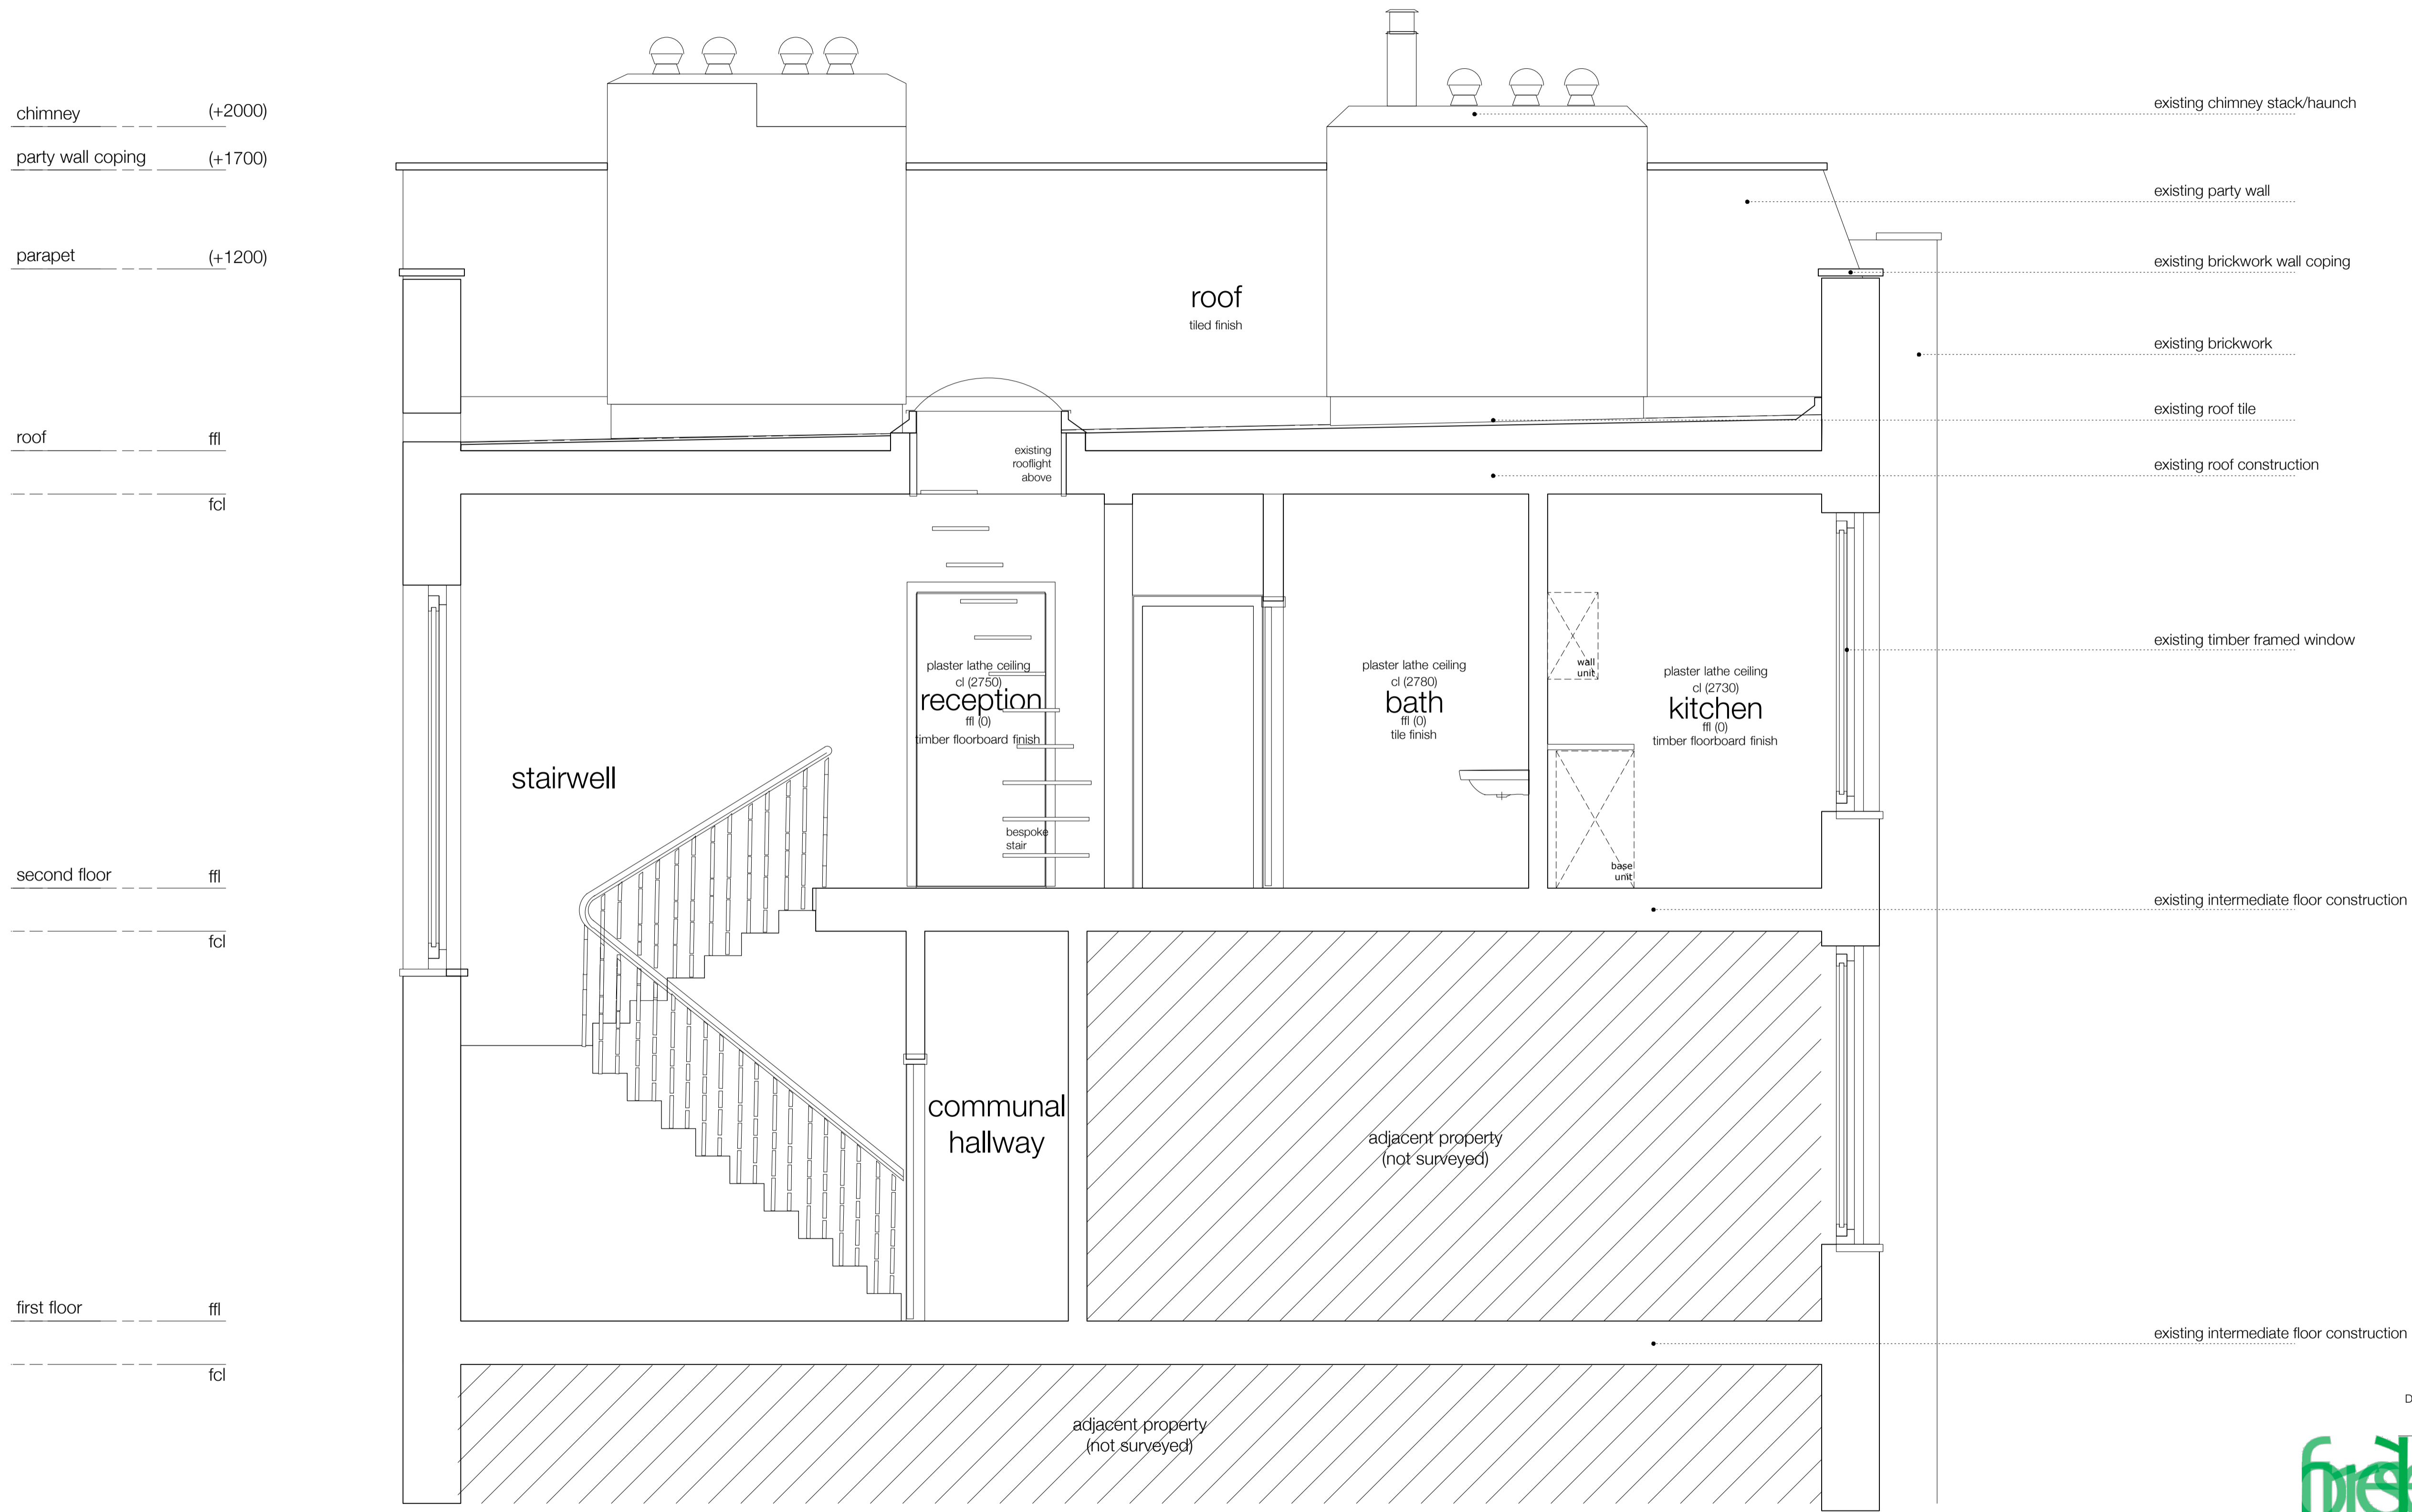 chimney (+2000)
party wall coping (+1700)
parapet (+1200)
roof ffl
fcl
second floor ffl
fcl
first floor ffl
fcl
roof
tiled finish
existing
rooflight
above
stairwell
plaster lathe ceiling
cl (2750)
reception
ffl (0)
timber floorboard finish
bespoke
stair
plaster lathe ceiling
cl (2780)
bath
ffl (0)
tile finish
wall
unit
plaster lathe ceiling
cl (2730)
kitchen
ffl (0)
timber floorboard finish
base
unit
communal
hallway
adjacent property
(not surveyed)
adjacent property
(not surveyed)
existing chimney stack/haunch
existing party wall
existing brickwork wall coping
existing brickwork
existing roof tile
existing roof construction
existing timber framed window
existing intermediate floor construction
existing intermediate floor construction
D